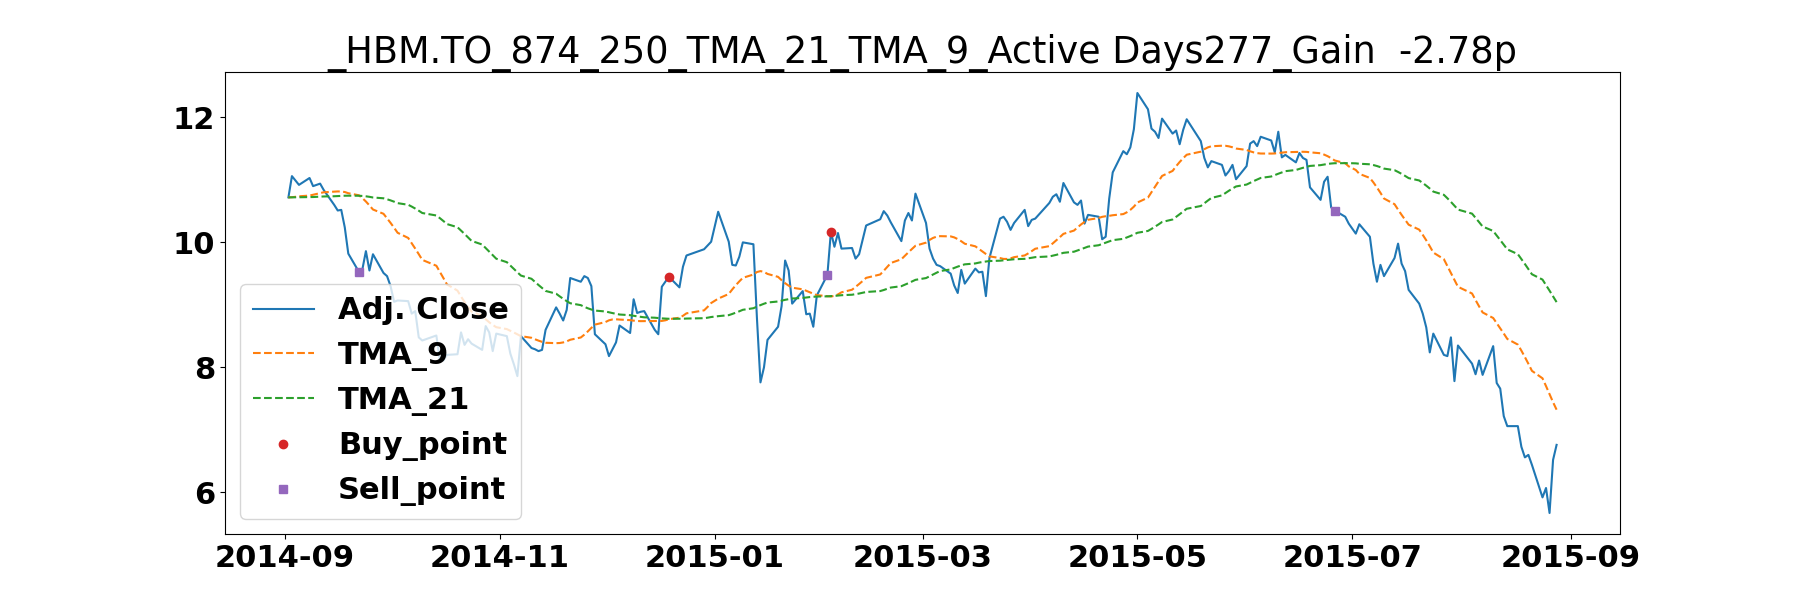 _HBM.TO_874_250_TMA_21_TMA_9_Active Days277_Gain  -2.78p
12
10
8
6
Adj. Close
TMA_9
TMA_21
Buy_point
Sell_point
2014-09 2014-11 2015-01 2015-03 2015-05 2015-07 2015-09